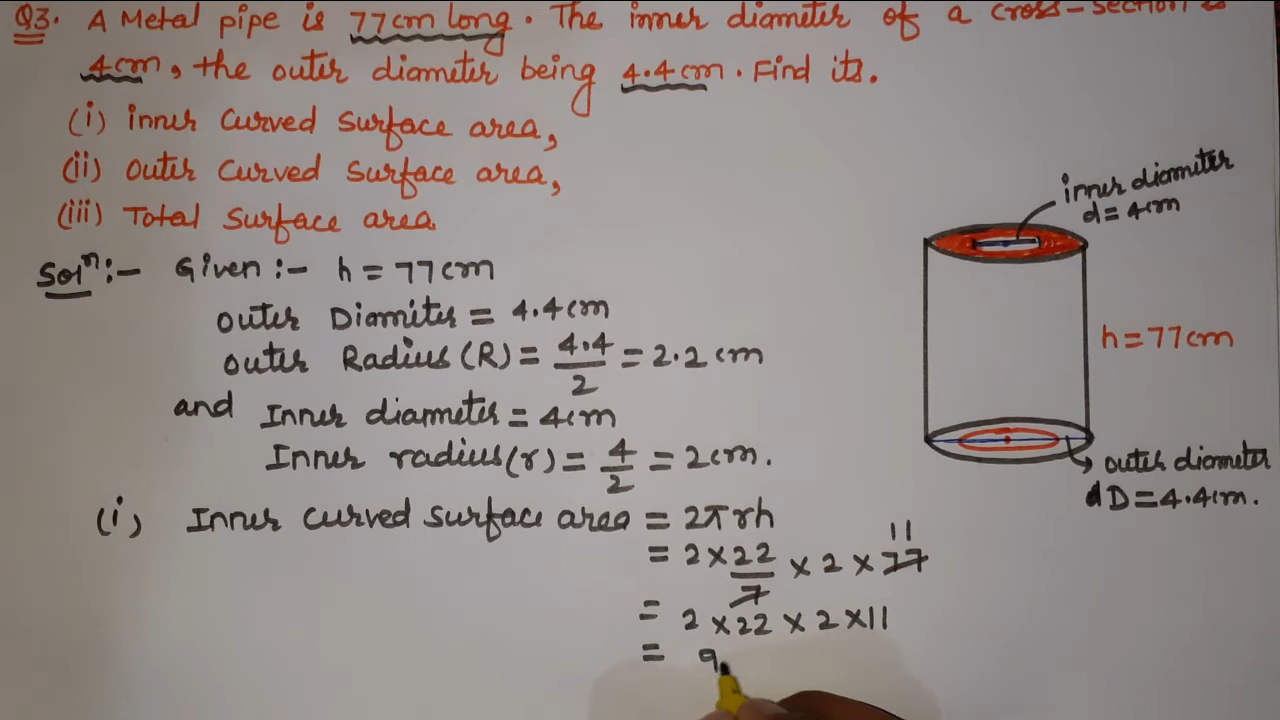 Q3. A Metal pipe is 77cm long. The inner diameter of a cross-section is
4cm, the outer diameter being 4.4cm. Find its.
(i) inner Curved Surface area,
(ii) Outer Curved Surface area,
(iii) Total Surface area.
Solⁿ:- Given :- h = 77cm
Outer Diamiter = 4.4cm
outer Radius (R) = 4.4/2 = 2.2 cm
and Inner diameter = 4cm
Inner radius(r) = 4/2 = 2cm.
(i) Inner curved surface area = 2πrh
= 2 × 22/7 × 2 × 77 11
= 2 × 22 × 2 × 11
= 9
inner diameter
d = 4cm
h = 77cm
outer diameter
d D = 4.4cm.